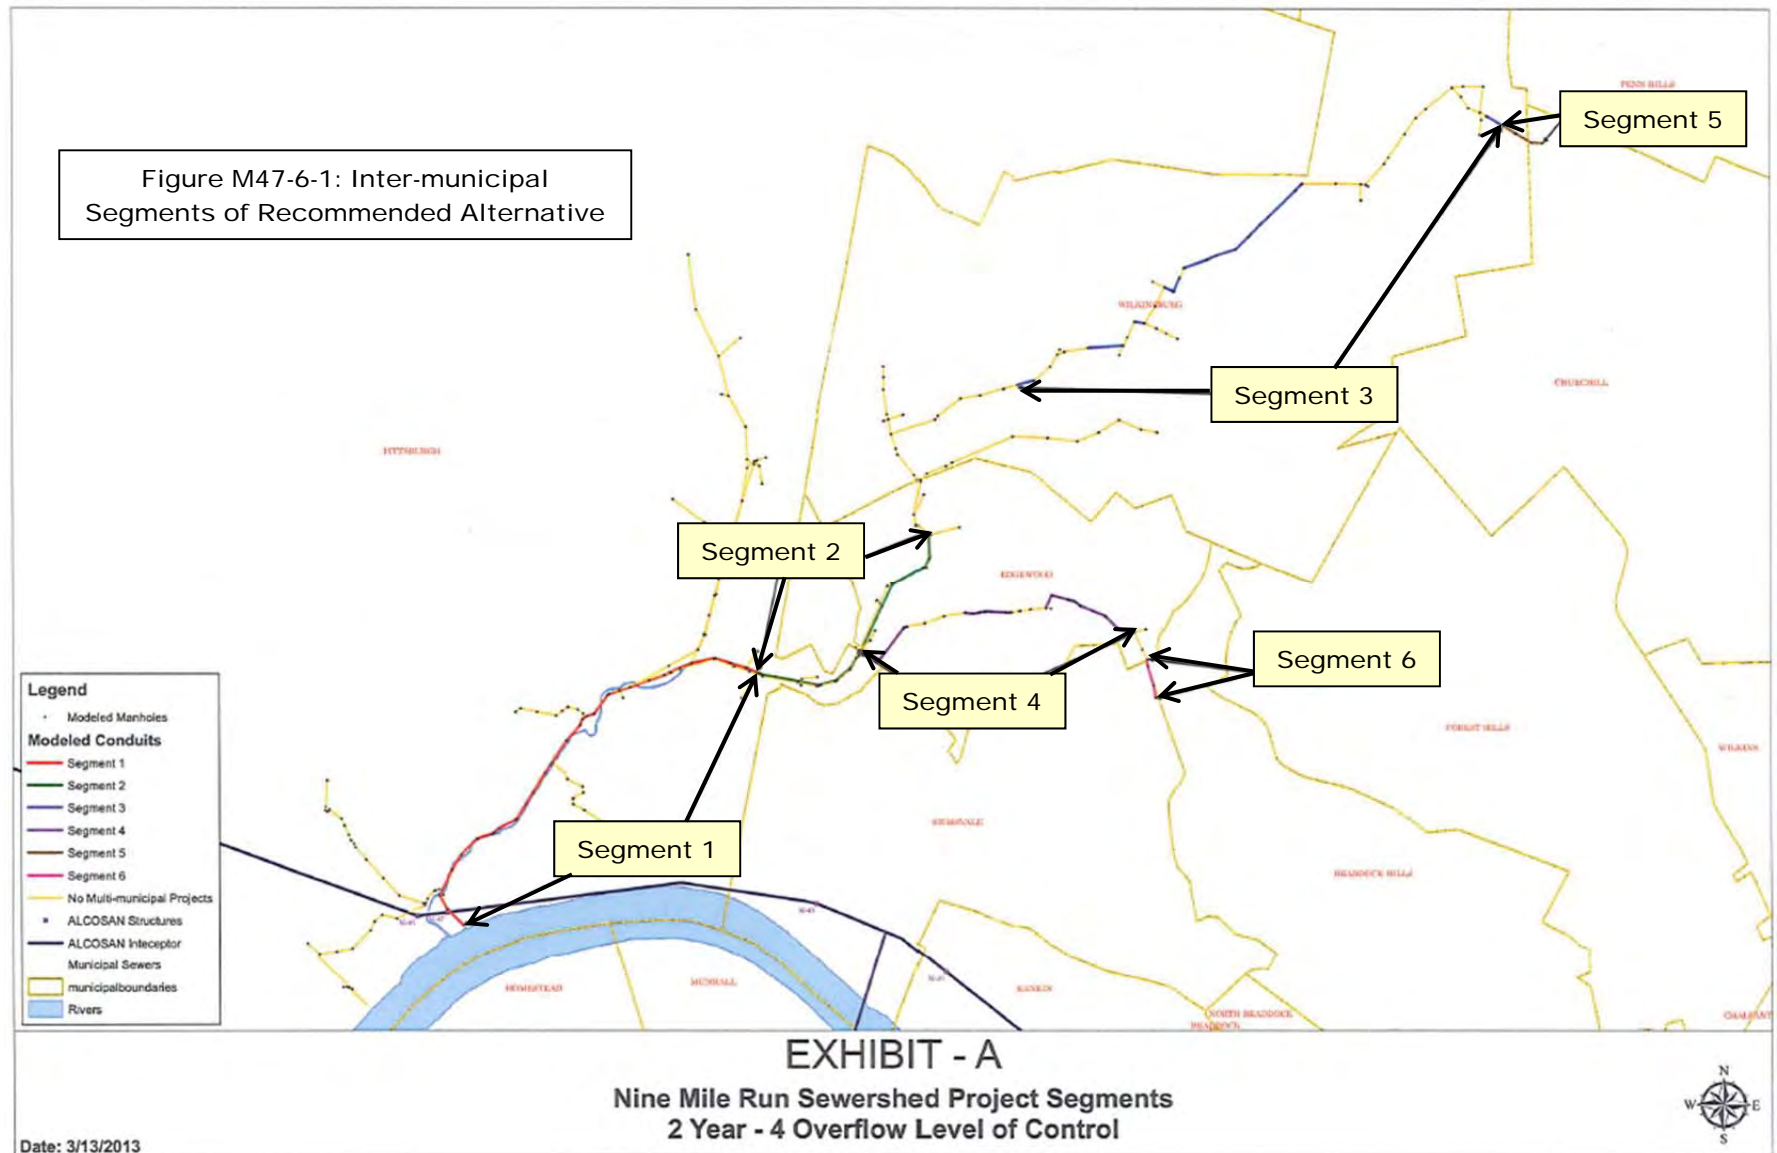 Figure M47-6-1: Inter-municipal
Segments of Recommended Alternative
PENN HILLS
Segment 5
WILKINSBURG
CHURCHILL
Segment 3
PITTSBURGH
Segment 2
EDGEWOOD
Segment 6
Segment 4
FOREST HILLS
WILKINS
SWISSVALE
Segment 1
BRADDOCK HILLS
HOMESTEAD
MUNHALL
RANKIN
NORTH BRADDOCK
BRADDOCK
CHALFANT
Legend
Modeled Manholes
Modeled Conduits
Segment 1
Segment 2
Segment 3
Segment 4
Segment 5
Segment 6
No Multi-municipal Projects
ALCOSAN Structures
ALCOSAN Inteceptor
Municipal Sewers
municipalboundaries
Rivers
EXHIBIT - A
Nine Mile Run Sewershed Project Segments
2 Year - 4 Overflow Level of Control
Date: 3/13/2013
N
W E
S